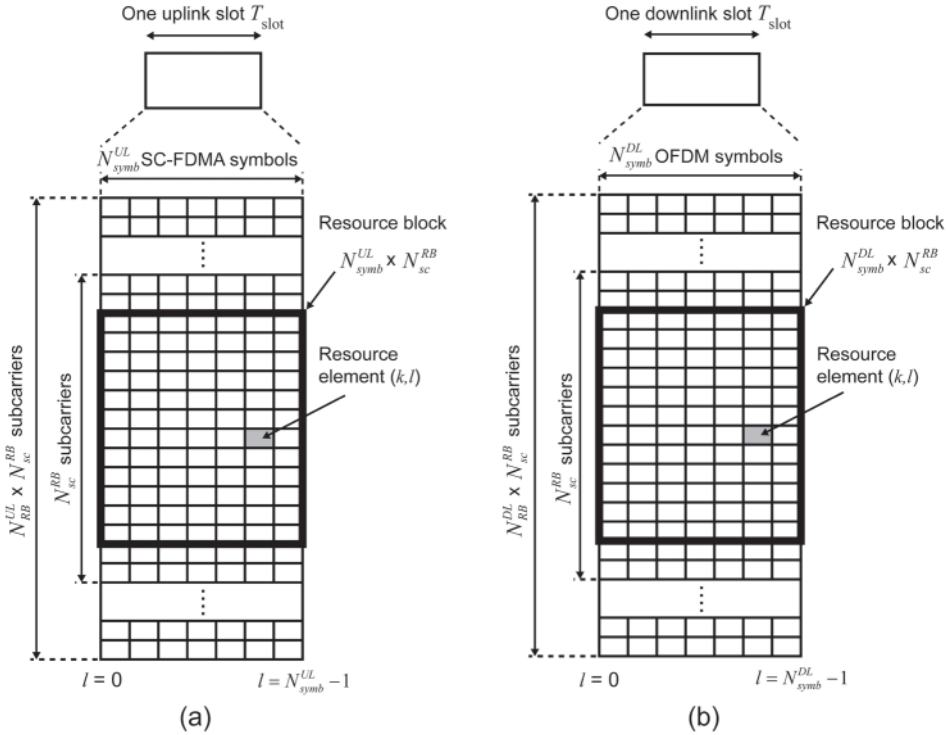 One uplink slot T_slot
N_symb^UL SC-FDMA symbols
Resource block
N_symb^UL x N_sc^RB
Resource
element (k,l)
N_RB^UL x N_sc^RB subcarriers
N_sc^RB subcarriers
l = 0
l = N_symb^UL −1
(a)
One downlink slot T_slot
N_symb^DL OFDM symbols
Resource block
N_symb^DL x N_sc^RB
Resource
element (k,l)
N_RB^DL x N_sc^RB subcarriers
N_sc^RB subcarriers
l = 0
l = N_symb^DL −1
(b)